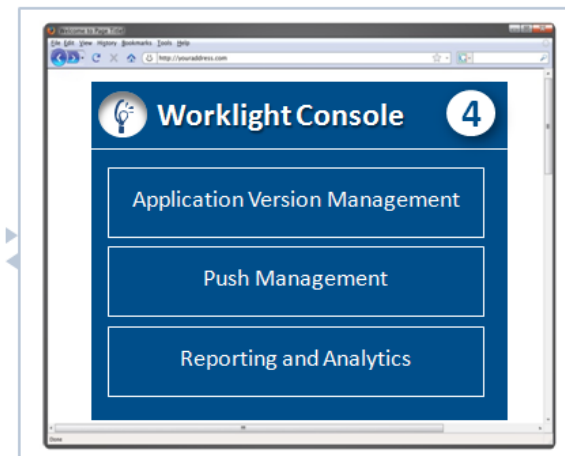 Welcome to Page Title
File Edit View History Bookmarks Tools Help
http://youraddress.com
Worklight Console
4
Application Version Management
Push Management
Reporting and Analytics
Done